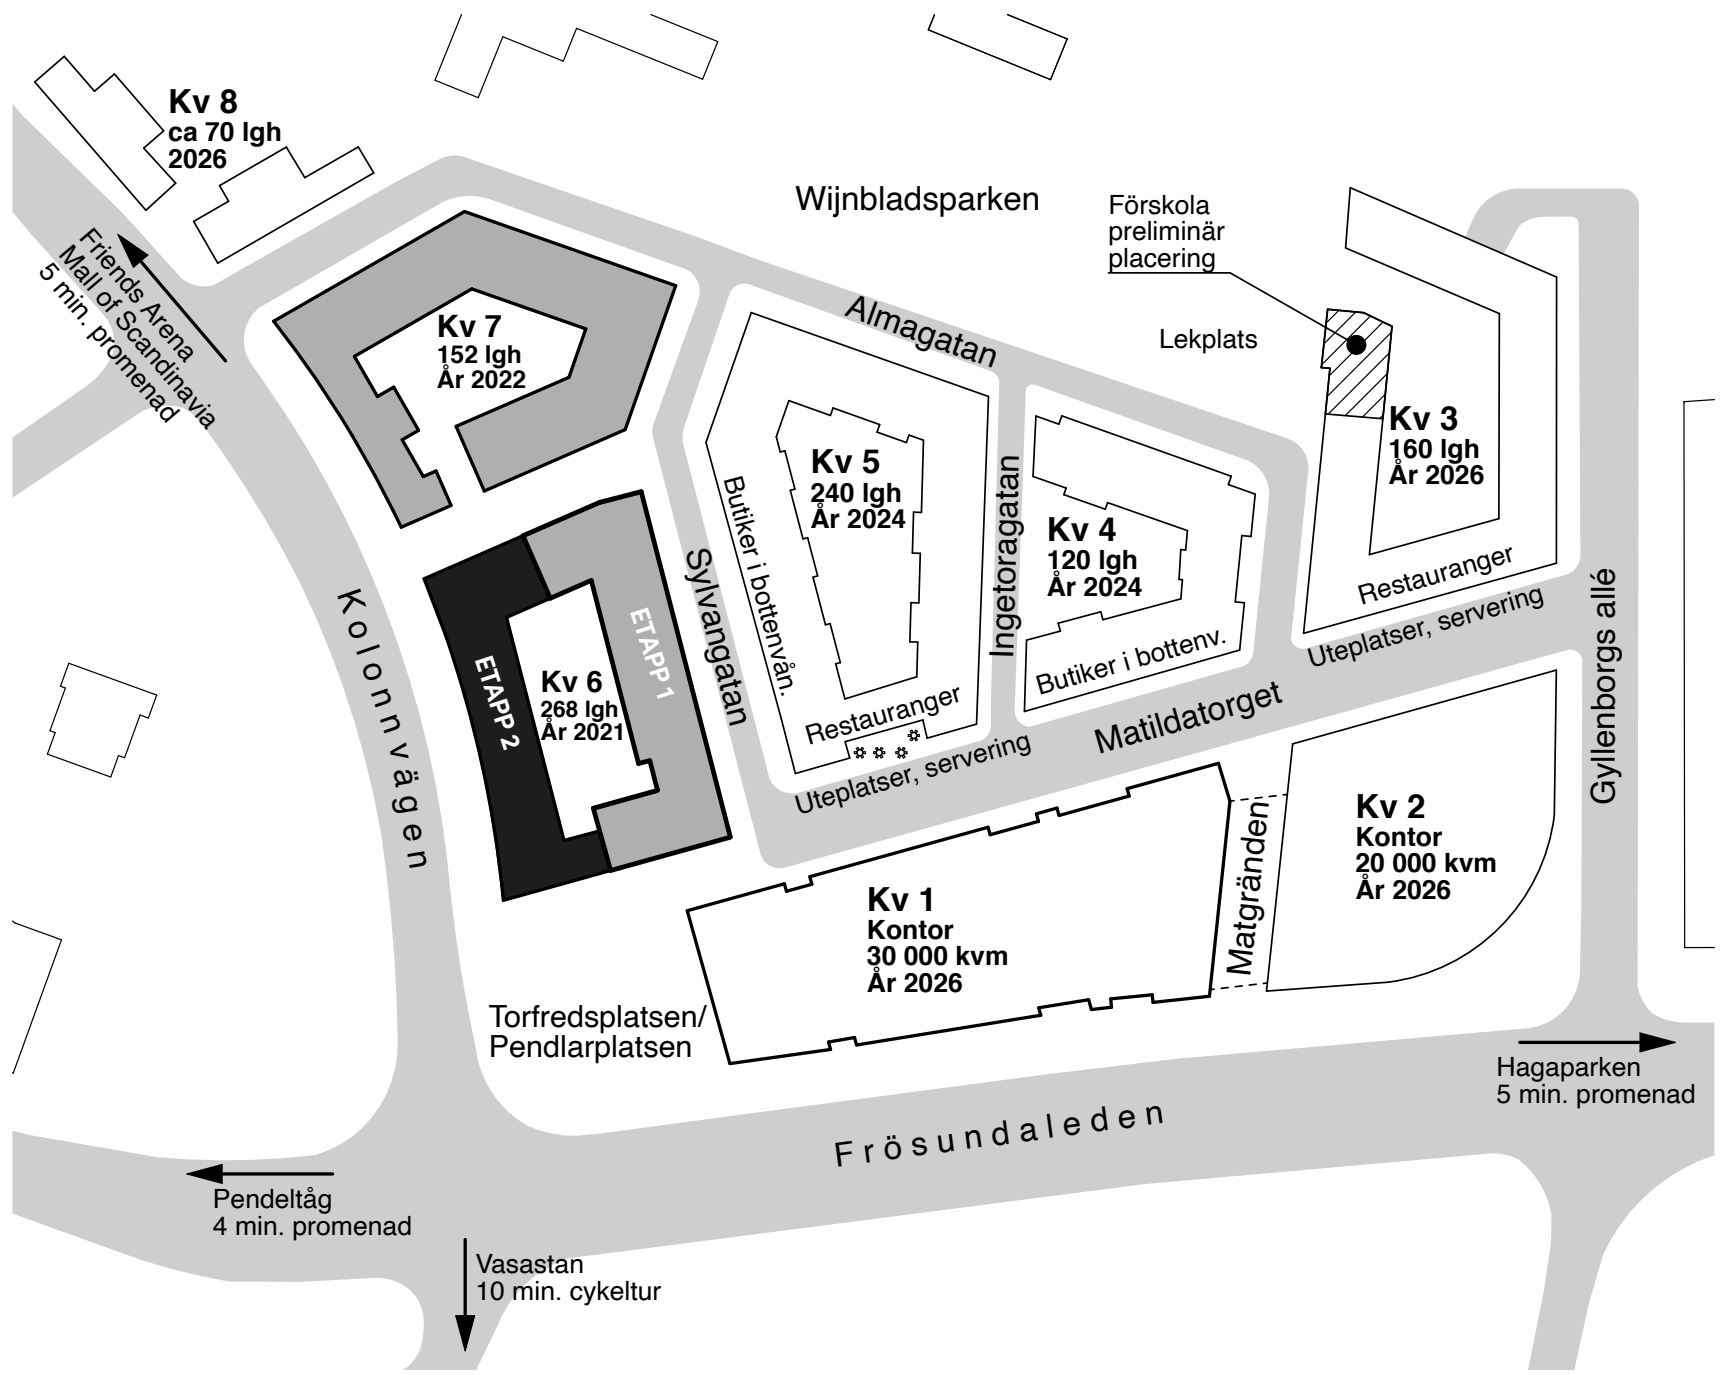 Kv 8
ca 70 lgh
2026
Friends Arena
Mall of Scandinavia
5 min. promenad
Wijnbladsparken
Förskola
preliminär
placering
Lekplats
Almagatan
Kv 7
152 lgh
År 2022
Kv 3
160 lgh
År 2026
Restauranger
Uteplatser, servering
Kv 5
240 lgh
År 2024
Butiker i bottenvån.
Restauranger
Uteplatser, servering
Ingetoragatan
Kv 4
120 lgh
År 2024
Butiker i bottenv.
Sylvangatan
Kolonnvägen
ETAPP 1
ETAPP 2
Kv 6
268 lgh
År 2021
Matildatorget
Gyllenborgs allé
Kv 2
Kontor
20 000 kvm
År 2026
Matgränden
Kv 1
Kontor
30 000 kvm
År 2026
Torfredsplatsen/
Pendlarplatsen
Hagaparken
5 min. promenad
Frösundaleden
Pendeltåg
4 min. promenad
Vasastan
10 min. cykeltur